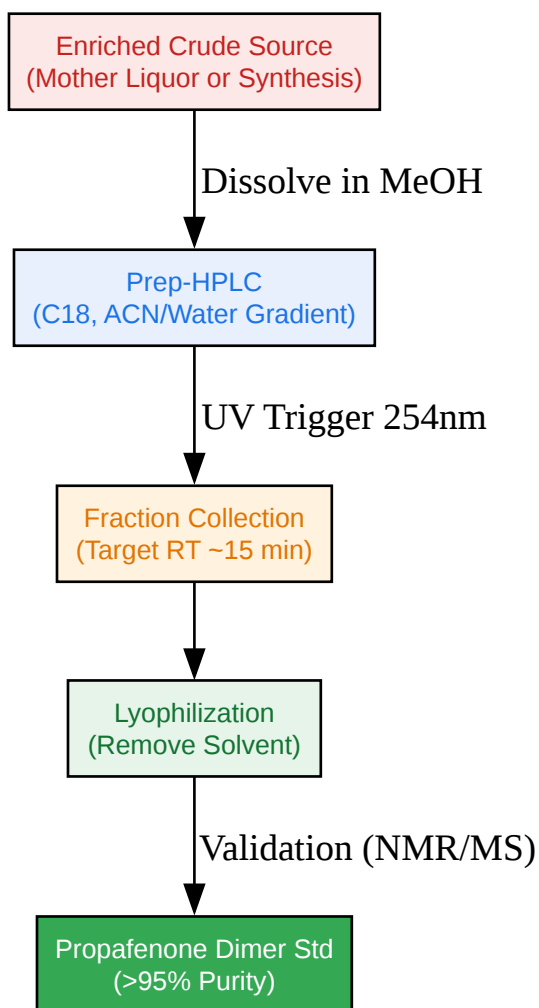 Enriched Crude Source
(Mother Liquor or Synthesis)
Dissolve in MeOH
Prep-HPLC
(C18, ACN/Water Gradient)
UV Trigger 254nm
Fraction Collection
(Target RT ~15 min)
Lyophilization
(Remove Solvent)
Validation (NMR/MS)
Propafenone Dimer Std
(>95% Purity)